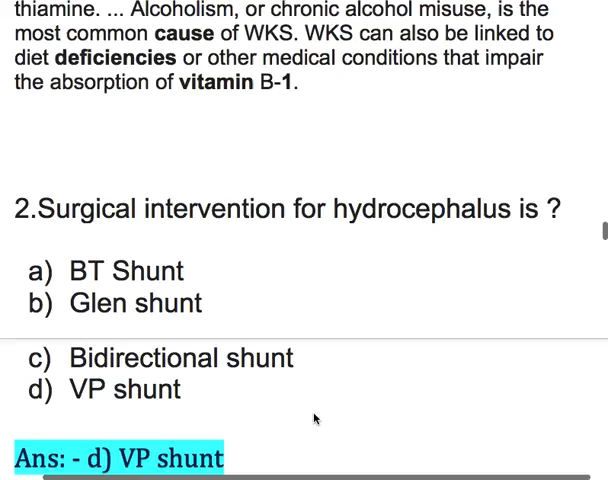 thiamine. ... Alcoholism, or chronic alcohol misuse, is the
most common cause of WKS. WKS can also be linked to
diet deficiencies or other medical conditions that impair
the absorption of vitamin B-1.
2.Surgical intervention for hydrocephalus is ?
a) BT Shunt
b) Glen shunt
c) Bidirectional shunt
d) VP shunt
Ans: - d) VP shunt